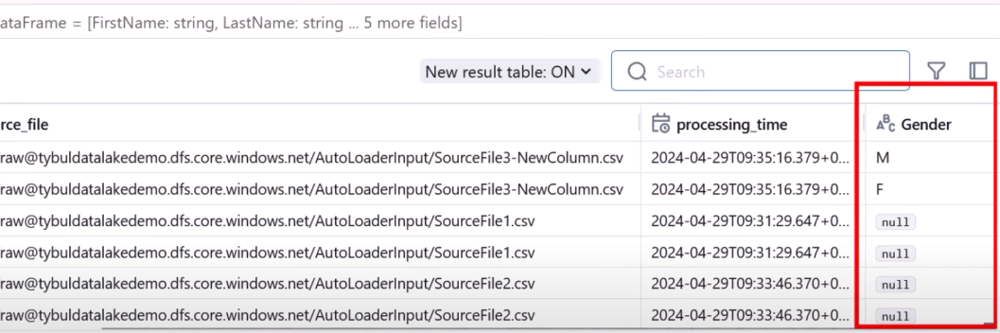 ataFrame = [FirstName: string, LastName: string ... 5 more fields]
New result table: ON Search
rce_file processing_time ABC Gender
raw@tybuldatalakedemo.dfs.core.windows.net/AutoLoaderInput/SourceFile3-NewColumn.csv 2024-04-29T09:35:16.379+0... M
raw@tybuldatalakedemo.dfs.core.windows.net/AutoLoaderInput/SourceFile3-NewColumn.csv 2024-04-29T09:35:16.379+0... F
raw@tybuldatalakedemo.dfs.core.windows.net/AutoLoaderInput/SourceFile1.csv 2024-04-29T09:31:29.647+0... null
raw@tybuldatalakedemo.dfs.core.windows.net/AutoLoaderInput/SourceFile1.csv 2024-04-29T09:31:29.647+0... null
raw@tybuldatalakedemo.dfs.core.windows.net/AutoLoaderInput/SourceFile2.csv 2024-04-29T09:33:46.370+0... null
raw@tybuldatalakedemo.dfs.core.windows.net/AutoLoaderInput/SourceFile2.csv 2024-04-29T09:33:46.370+0... null